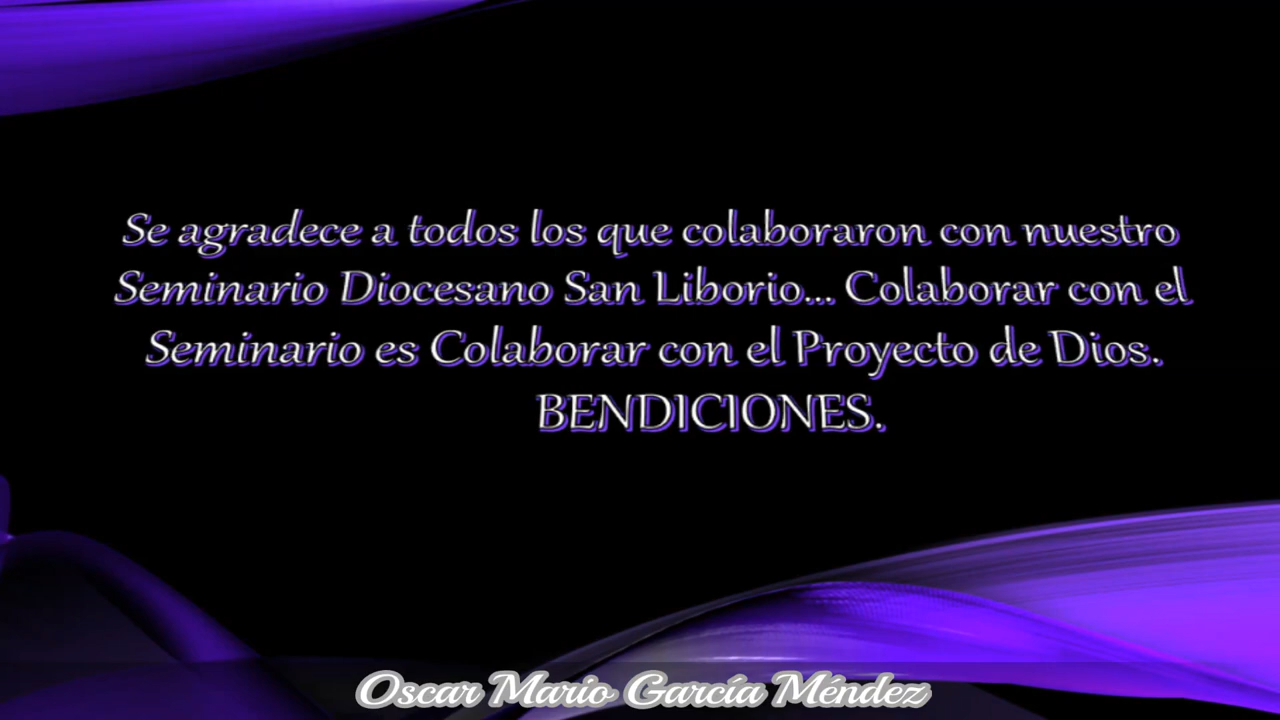 Se agradece a todos los que colaboraron con nuestro
Seminario Diocesano San Liborio... Colaborar con el
Seminario es Colaborar con el Proyecto de Dios.
BENDICIONES.
Oscar Mario García Méndez